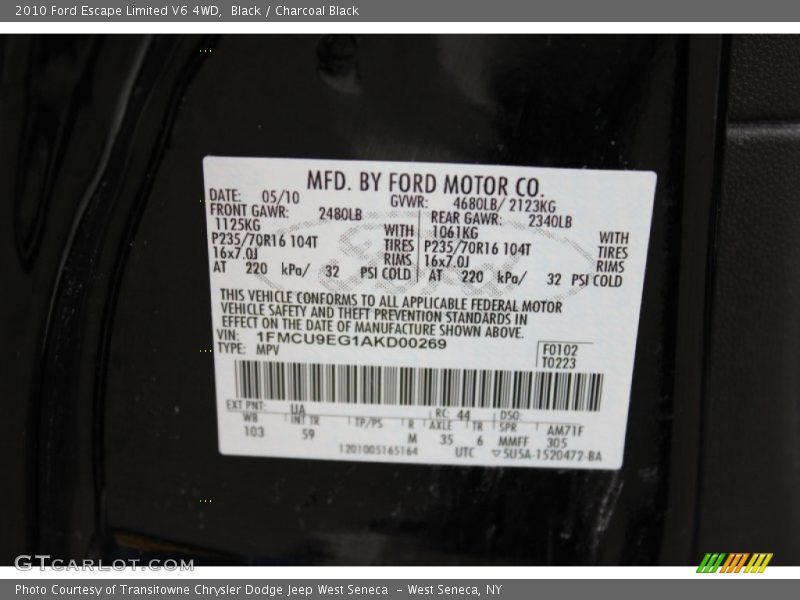 2010 Ford Escape Limited V6 4WD, Black / Charcoal Black
MFD. BY FORD MOTOR CO.
DATE: 05/10 GVWR: 4680LB/ 2123KG
FRONT GAWR: 2480LB REAR GAWR: 2340LB
1125KG WITH 1061KG WITH
P235/70R16 104T TIRES P235/70R16 104T TIRES
16x7.0J RIMS 16x7.0J RIMS
AT 220 kPa/ 32 PSI COLD AT 220 kPa/ 32 PSI COLD
THIS VEHICLE CONFORMS TO ALL APPLICABLE FEDERAL MOTOR
VEHICLE SAFETY AND THEFT PREVENTION STANDARDS IN
EFFECT ON THE DATE OF MANUFACTURE SHOWN ABOVE.
VIN: 1FMCU9EG1AKD00269
TYPE: MPV F0102
T0223
EXT PNT: UA RC: 44 DSO:
WB INT TR TP/PS R AXLE TR SPR AM71F
103 59 M 35 6 MMFF 305
1201005165164 UTC ▽5U5A-1520472-BA
GTCARLOT.COM
Photo Courtesy of Transitowne Chrysler Dodge Jeep West Seneca - West Seneca, NY